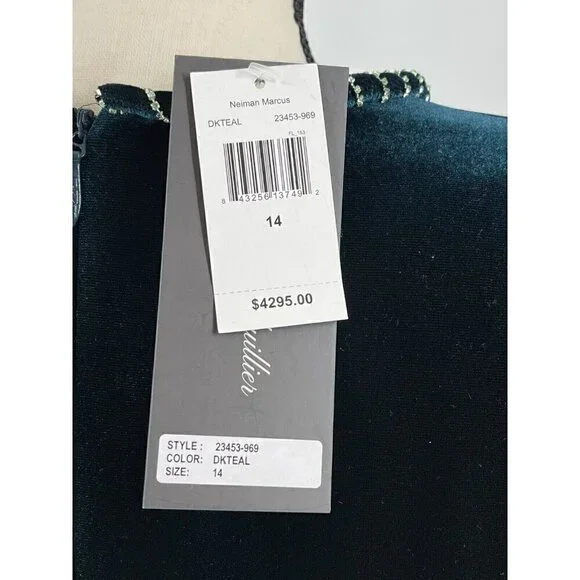 Neiman Marcus
DKTEAL 23453-969
FL_153
8 43256 13749 2
14
$4295.00
STYLE : 23453-969
COLOR: DKTEAL
SIZE: 14